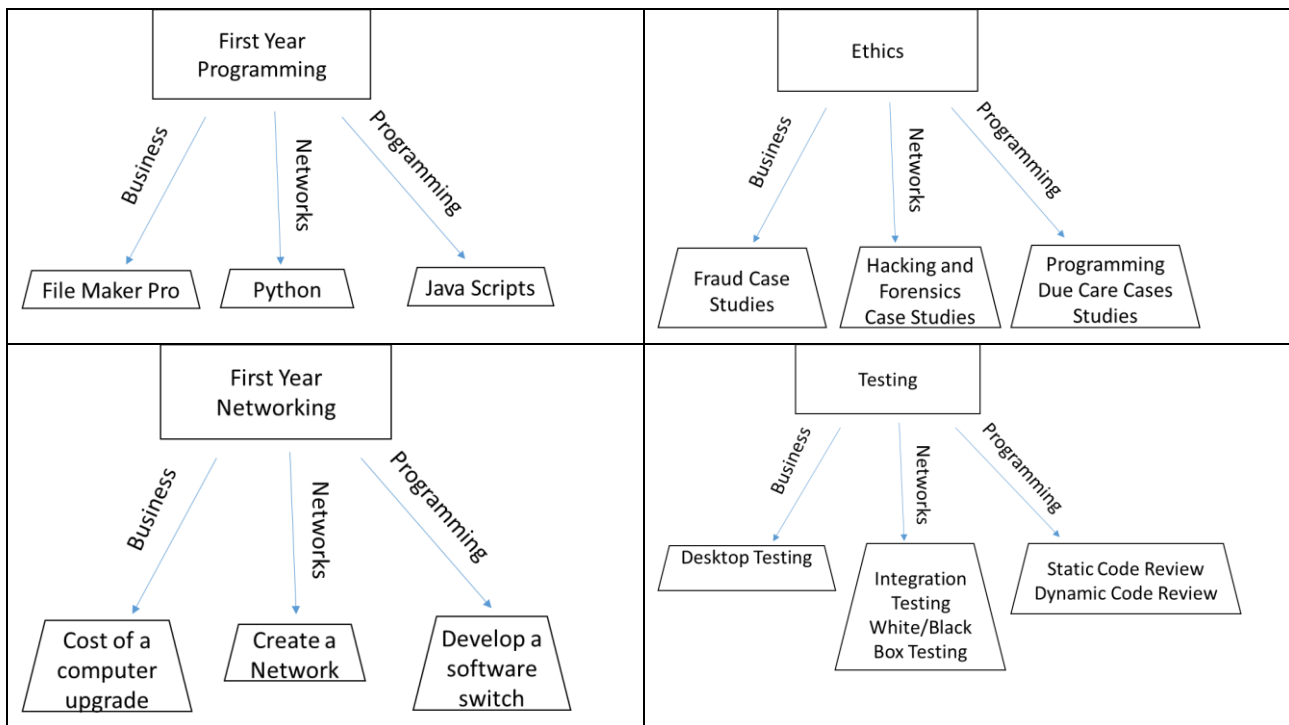 First Year
Programming
Business
Networks
Programming
File Maker Pro
Python
Java Scripts
Ethics
Business
Networks
Programming
Fraud Case
Studies
Hacking and
Forensics
Case Studies
Programming
Due Care Cases
Studies
First Year
Networking
Business
Networks
Programming
Cost of a
computer
upgrade
Create a
Network
Develop a
software
switch
Testing
Business
Networks
Programming
Desktop Testing
Integration
Testing
White/Black
Box Testing
Static Code Review
Dynamic Code Review